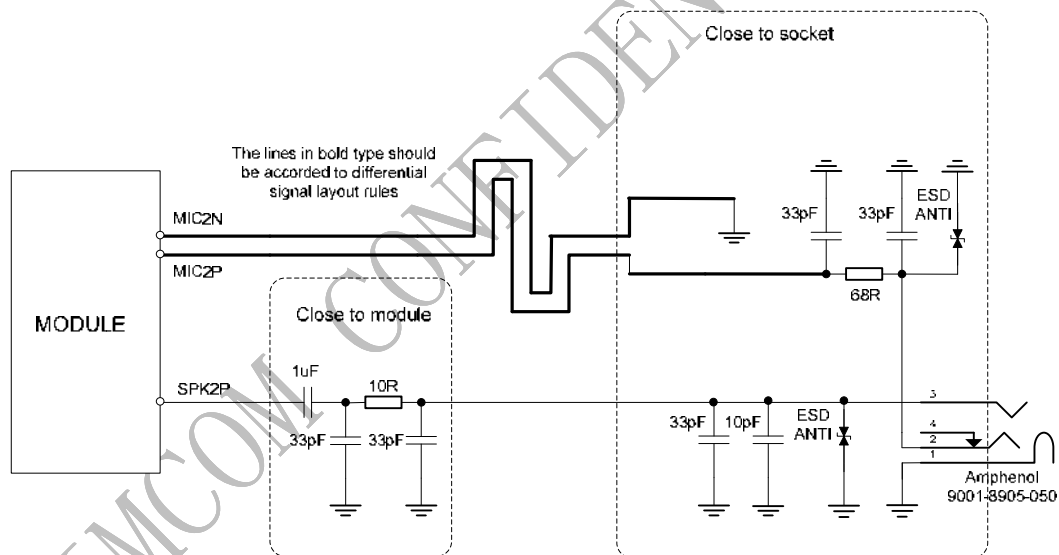 Close to socket
The lines in bold type should
be accorded to differential
signal layout rules
MIC2N
MIC2P
MODULE
SPK2P
Close to module
1uF
10R
33pF
33pF
33pF
33pF
ESD
ANTI
68R
33pF
10pF
ESD
ANTI
3
4
2
1
Amphenol
9001-8905-050
MCOM CONFIDEN